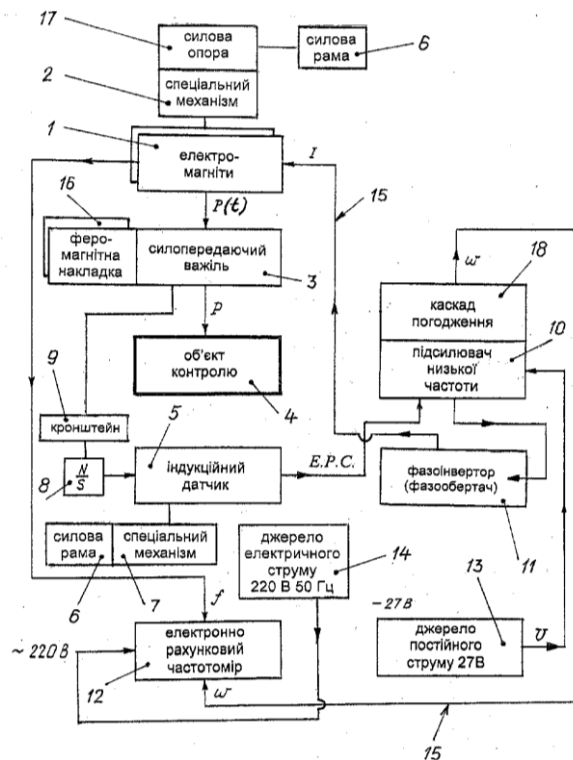 17
силова
опора
силова
рама
6
2
спеціальний
механізм
1
електро-
магніти
I
P(t)
15
16
феро-
магнітна
накладка
силопередаючий
важіль
3
ω
18
каскад
погодження
10
підсилювач
низької
частоти
P
об'єкт
контролю
4
9
кронштейн
5
N/S
8
індукційний
датчик
Е.Р.С.
фазоінвертор
(фазообертач)
11
силова
рама
спеціальний
механізм
6
7
джерело
електричного
струму
220 В 50 Гц
14
f
13
– 27 В
джерело
постійного
струму 27В
U
~ 220 В
електронно
рахунковий
частотомір
12
ω
15